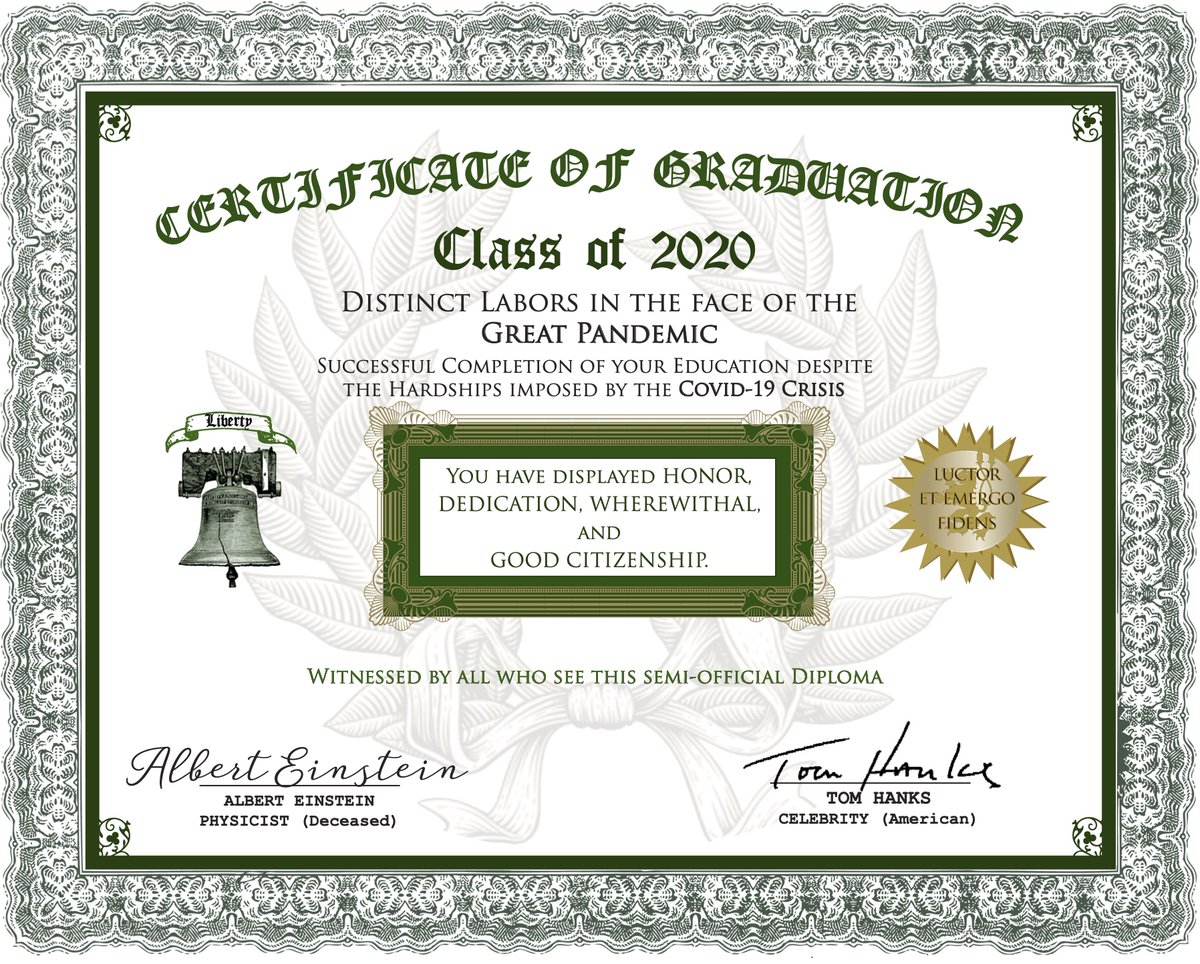 CERTIFICATE OF GRADUATION
Class of 2020
DISTINCT LABORS IN THE FACE OF THE
GREAT PANDEMIC
SUCCESSFUL COMPLETION OF YOUR EDUCATION DESPITE
THE HARDSHIPS IMPOSED BY THE COVID-19 CRISIS
Liberty
YOU HAVE DISPLAYED HONOR,
DEDICATION, WHEREWITHAL,
AND
GOOD CITIZENSHIP.
LUCTOR
ET EMERGO
FIDENS
WITNESSED BY ALL WHO SEE THIS SEMI-OFFICIAL DIPLOMA
Albert Einstein
ALBERT EINSTEIN
PHYSICIST (Deceased)
Tom Hanks
TOM HANKS
CELEBRITY (American)